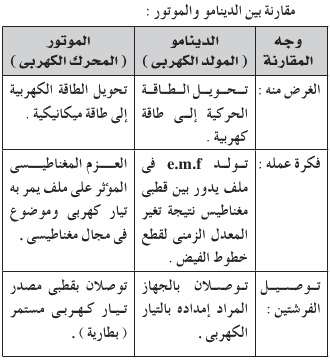 مقارنة بين الدينامو والموتور :
وجه المقارنة
الدينامو
( المولد الكهربى )
الموتور
( المحرك الكهربى )
الغرض منه :
تحويل الطاقة
الحركية إلى طاقة
كهربية .
تحويل الطاقة الكهربية
إلى طاقة ميكانيكية .
فكرة عمله :
تولد e.m.f فى
ملف يدور بين قطبى
مغناطيس نتيجة تغير
المعدل الزمنى لقطع
خطوط الفيض .
العزم المغناطيسى
المؤثر على ملف يمر به
تيار كهربى وموضوع
فى مجال مغناطيسى .
توصيل
الفرشتين :
توصلان بالجهاز
المراد إمداده بالتيار
الكهربى .
توصلان بقطبى مصدر
تيار كهربى مستمر
( بطارية ) .